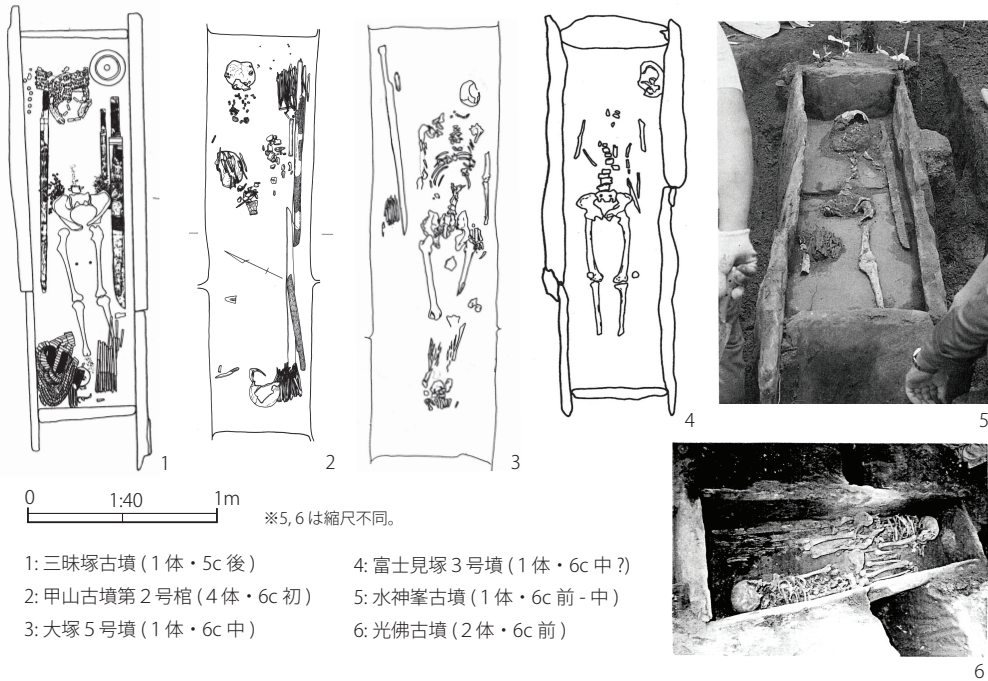 1
2
3
4
5
6
0 1:40 1m
※5, 6 は縮尺不同。
1: 三昧塚古墳 ( 1 体・5c 後 )
2: 甲山古墳第 2 号棺 ( 4 体・6c 初 )
3: 大塚 5 号墳 ( 1 体・6c 中 )
4: 富士見塚 3 号墳 ( 1 体・6c 中 ?)
5: 水神峯古墳 ( 1 体・6c 前 - 中 )
6: 光佛古墳 ( 2 体・6c 前 )